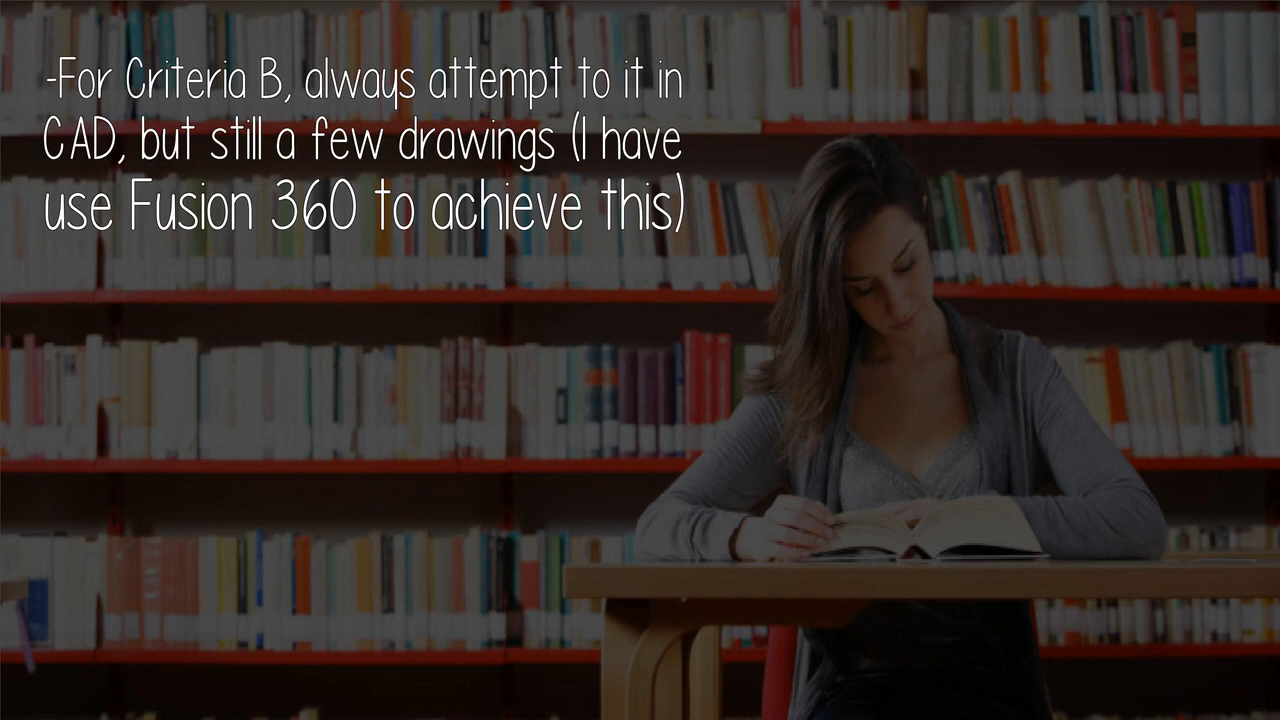 -For Criteria B, always attempt to it in
CAD, but still a few drawings (I have
use Fusion 360 to achieve this)